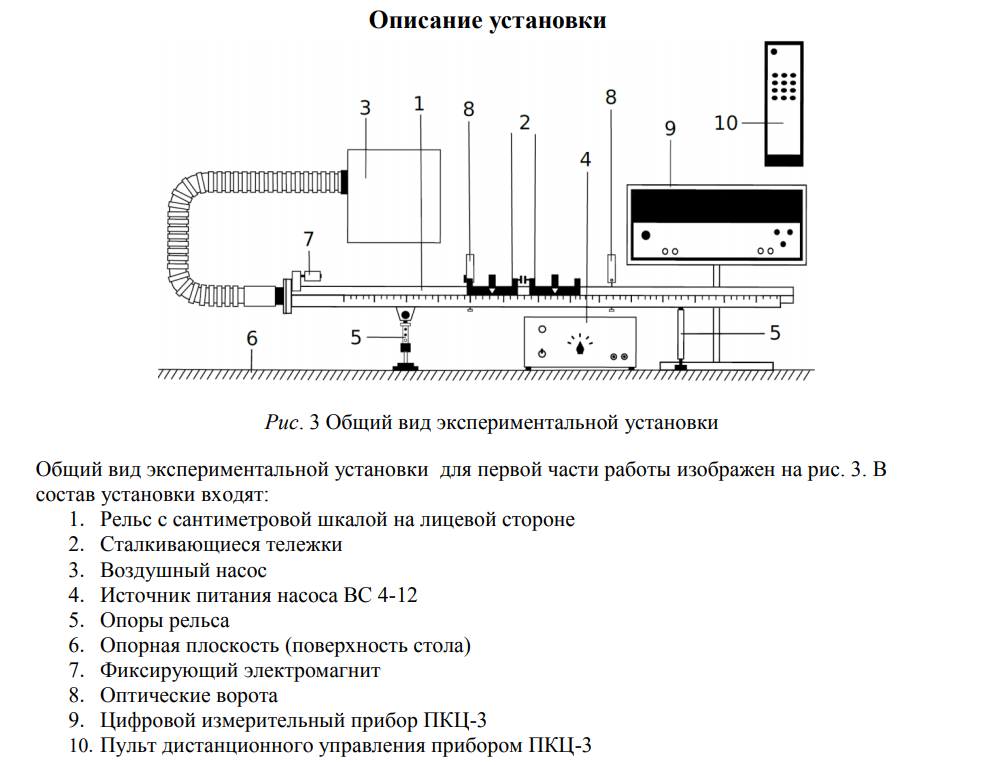 Описание установки
3
1
8
2
8
9
10
4
7
6
5
5
Рис. 3 Общий вид экспериментальной установки
Общий вид экспериментальной установки для первой части работы изображен на рис. 3. В
состав установки входят:
1. Рельс с сантиметровой шкалой на лицевой стороне
2. Сталкивающиеся тележки
3. Воздушный насос
4. Источник питания насоса ВС 4-12
5. Опоры рельса
6. Опорная плоскость (поверхность стола)
7. Фиксирующий электромагнит
8. Оптические ворота
9. Цифровой измерительный прибор ПКЦ-3
10. Пульт дистанционного управления прибором ПКЦ-3